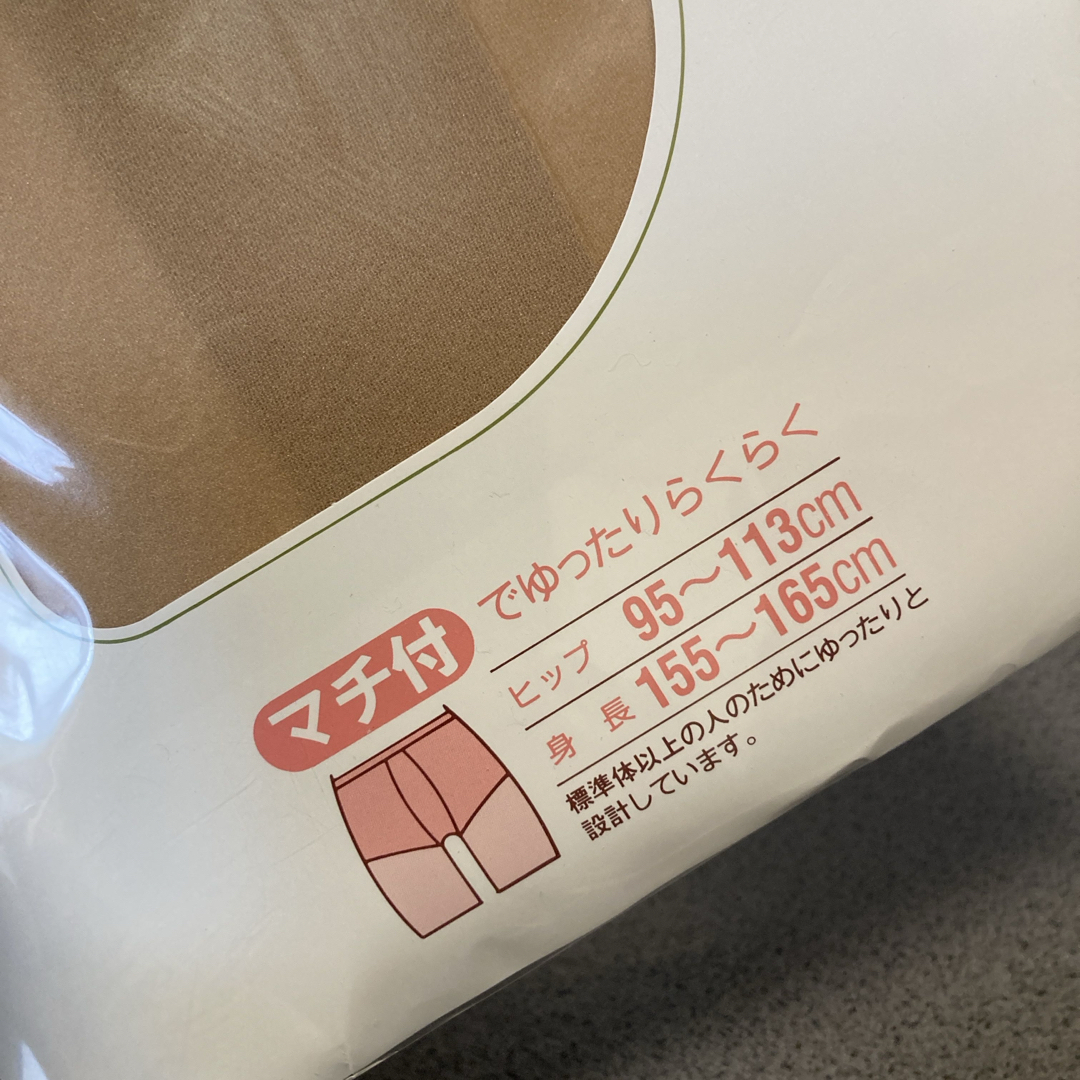 マチ付
でゆったりらくらく
ヒップ 95〜113cm
身長 155〜165cm
標準体以上の人のためにゆったりと
設計しています。